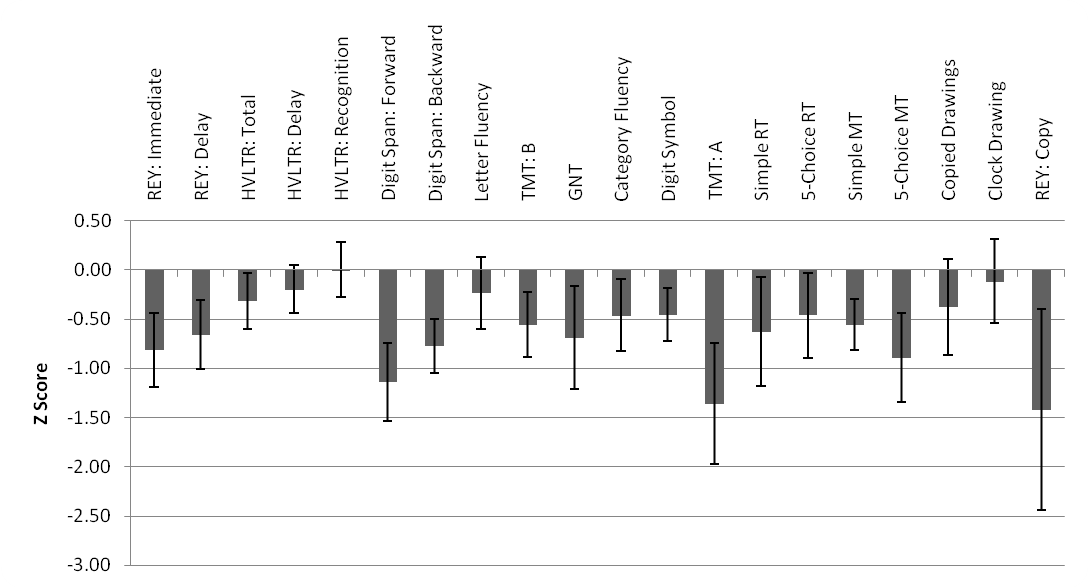 REY: Immediate
REY: Delay
HVLTR: Total
HVLTR: Delay
HVLTR: Recognition
Digit Span: Forward
Digit Span: Backward
Letter Fluency
TMT: B
GNT
Category Fluency
Digit Symbol
TMT: A
Simple RT
5-Choice RT
Simple MT
5-Choice MT
Copied Drawings
Clock Drawing
REY: Copy
0.50
0.00
-0.50
-1.00
-1.50
-2.00
-2.50
-3.00
Z Score